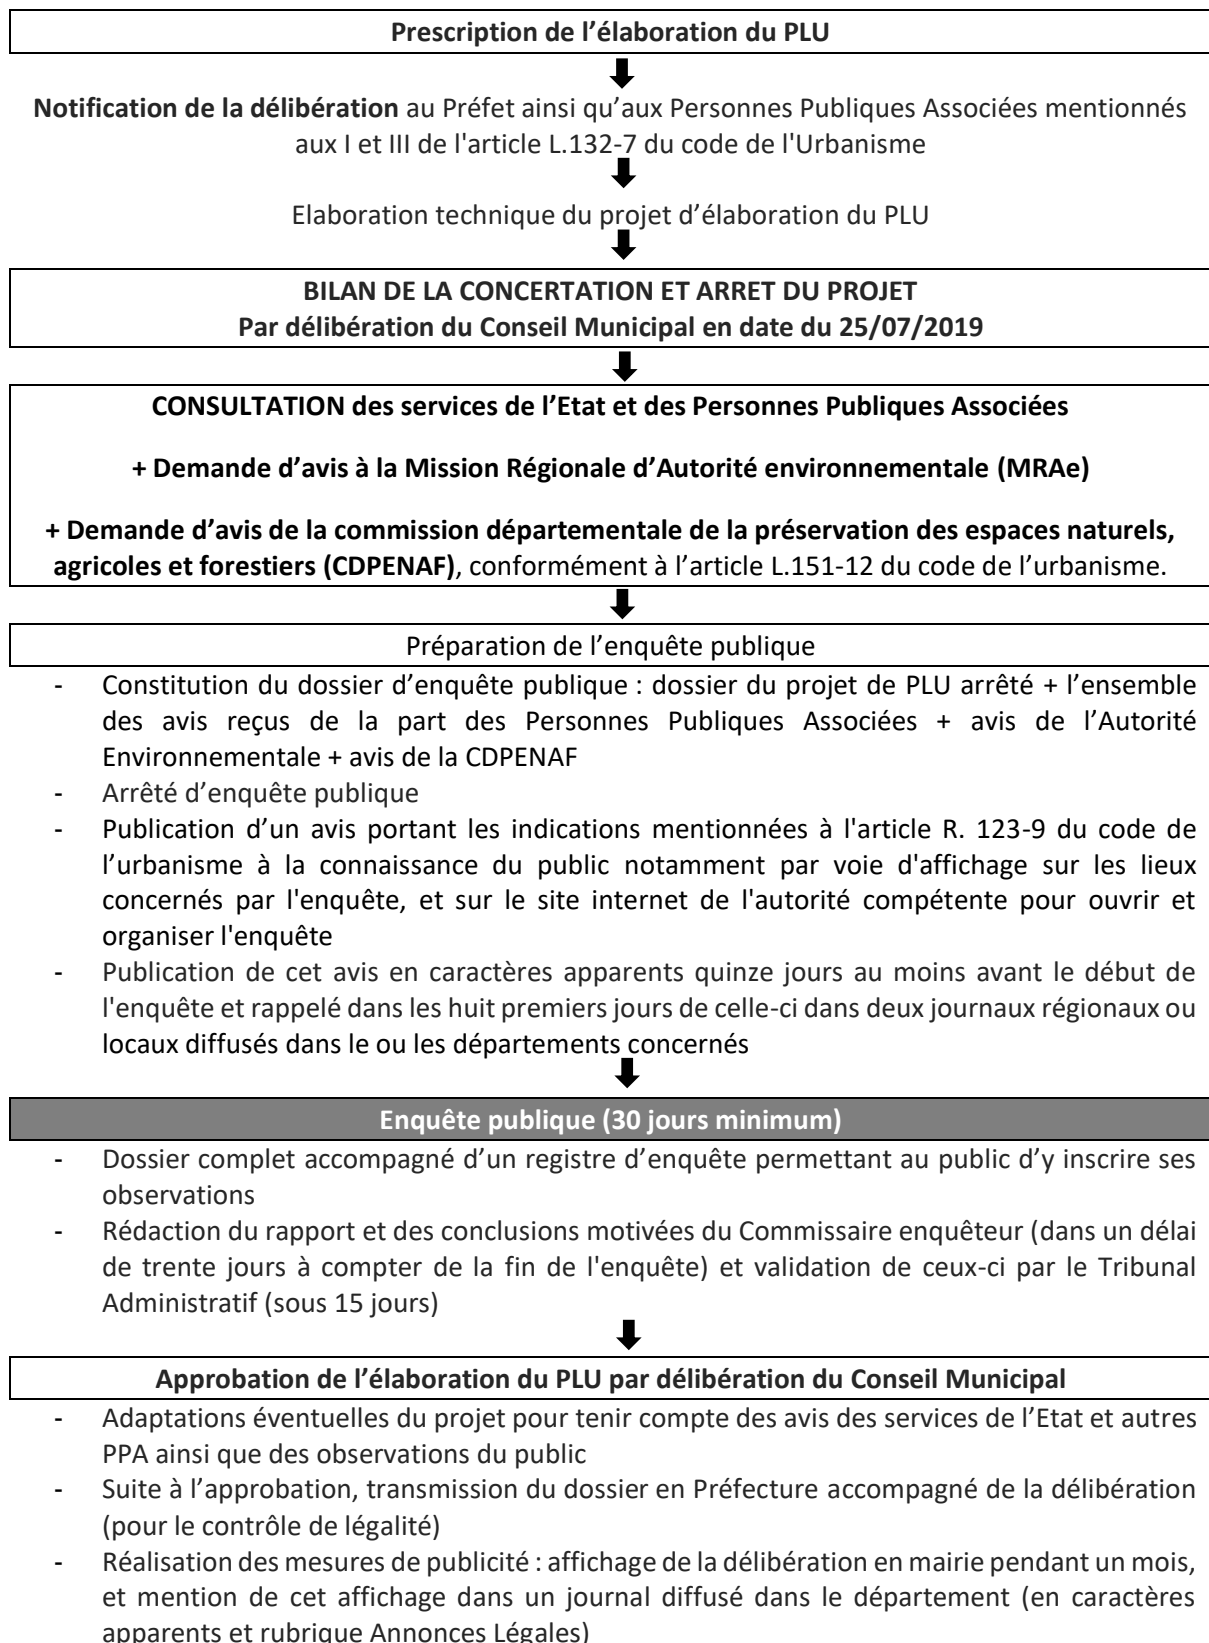 Prescription de l’élaboration du PLU
Notification de la délibération au Préfet ainsi qu’aux Personnes Publiques Associées mentionnés
aux I et III de l'article L.132-7 du code de l'Urbanisme
Elaboration technique du projet d’élaboration du PLU
BILAN DE LA CONCERTATION ET ARRET DU PROJET
Par délibération du Conseil Municipal en date du 25/07/2019
CONSULTATION des services de l’Etat et des Personnes Publiques Associées
+ Demande d’avis à la Mission Régionale d’Autorité environnementale (MRAe)
+ Demande d’avis de la commission départementale de la préservation des espaces naturels,
agricoles et forestiers (CDPENAF), conformément à l’article L.151-12 du code de l’urbanisme.
Préparation de l’enquête publique
- Constitution du dossier d’enquête publique : dossier du projet de PLU arrêté + l’ensemble
des avis reçus de la part des Personnes Publiques Associées + avis de l’Autorité
Environnementale + avis de la CDPENAF
- Arrêté d’enquête publique
- Publication d’un avis portant les indications mentionnées à l'article R. 123-9 du code de
l’urbanisme à la connaissance du public notamment par voie d'affichage sur les lieux
concernés par l'enquête, et sur le site internet de l'autorité compétente pour ouvrir et
organiser l'enquête
- Publication de cet avis en caractères apparents quinze jours au moins avant le début de
l'enquête et rappelé dans les huit premiers jours de celle-ci dans deux journaux régionaux ou
locaux diffusés dans le ou les départements concernés
Enquête publique (30 jours minimum)
- Dossier complet accompagné d’un registre d’enquête permettant au public d’y inscrire ses
observations
- Rédaction du rapport et des conclusions motivées du Commissaire enquêteur (dans un délai
de trente jours à compter de la fin de l'enquête) et validation de ceux-ci par le Tribunal
Administratif (sous 15 jours)
Approbation de l’élaboration du PLU par délibération du Conseil Municipal
- Adaptations éventuelles du projet pour tenir compte des avis des services de l’Etat et autres
PPA ainsi que des observations du public
- Suite à l’approbation, transmission du dossier en Préfecture accompagné de la délibération
(pour le contrôle de légalité)
- Réalisation des mesures de publicité : affichage de la délibération en mairie pendant un mois,
et mention de cet affichage dans un journal diffusé dans le département (en caractères
apparents et rubrique Annonces Légales)